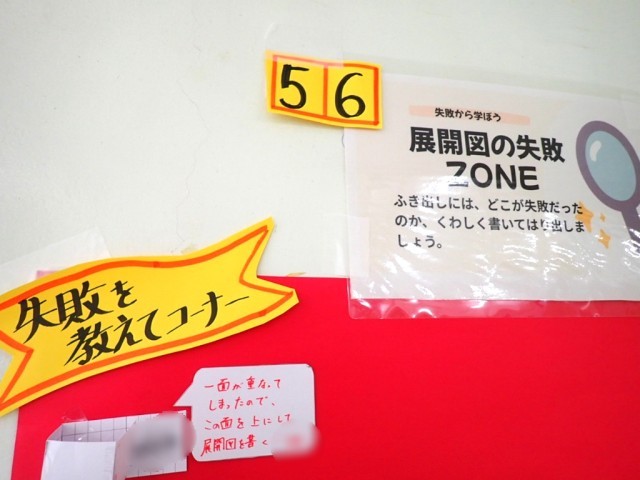 56
失敗から学ぼう
展開図の失敗
ZONE
ふき出しには、どこが失敗だった
のか、くわしく書いてはり出しま
しょう。
失敗を
教えてコーナー
一面が重なって
しまったので、
この面を上にして
展開図を書く